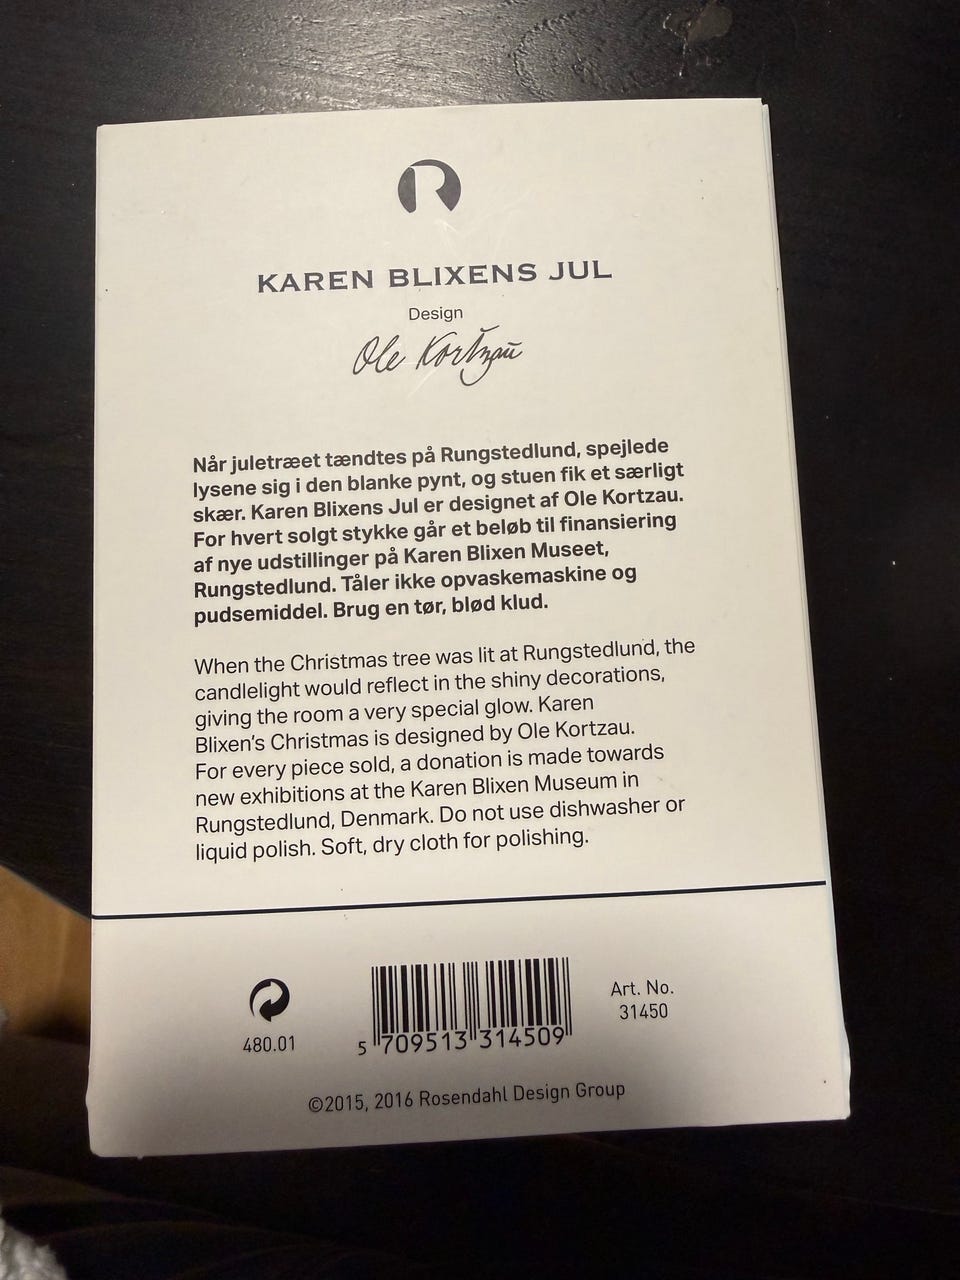 R
KAREN BLIXENS JUL
Design
Ole Kortzau
Når juletræet tændtes på Rungstedlund, spejlede
lysene sig i den blanke pynt, og stuen fik et særligt
skær. Karen Blixens Jul er designet af Ole Kortzau.
For hvert solgt stykke går et beløb til finansiering
af nye udstillinger på Karen Blixen Museet,
Rungstedlund. Tåler ikke opvaskemaskine og
pudsemiddel. Brug en tør, blød klud.
When the Christmas tree was lit at Rungstedlund, the
candlelight would reflect in the shiny decorations,
giving the room a very special glow. Karen
Blixen's Christmas is designed by Ole Kortzau.
For every piece sold, a donation is made towards
new exhibitions at the Karen Blixen Museum in
Rungstedlund, Denmark. Do not use dishwasher or
liquid polish. Soft, dry cloth for polishing.
480.01
5 709513 314509
Art. No.
31450
©2015, 2016 Rosendahl Design Group